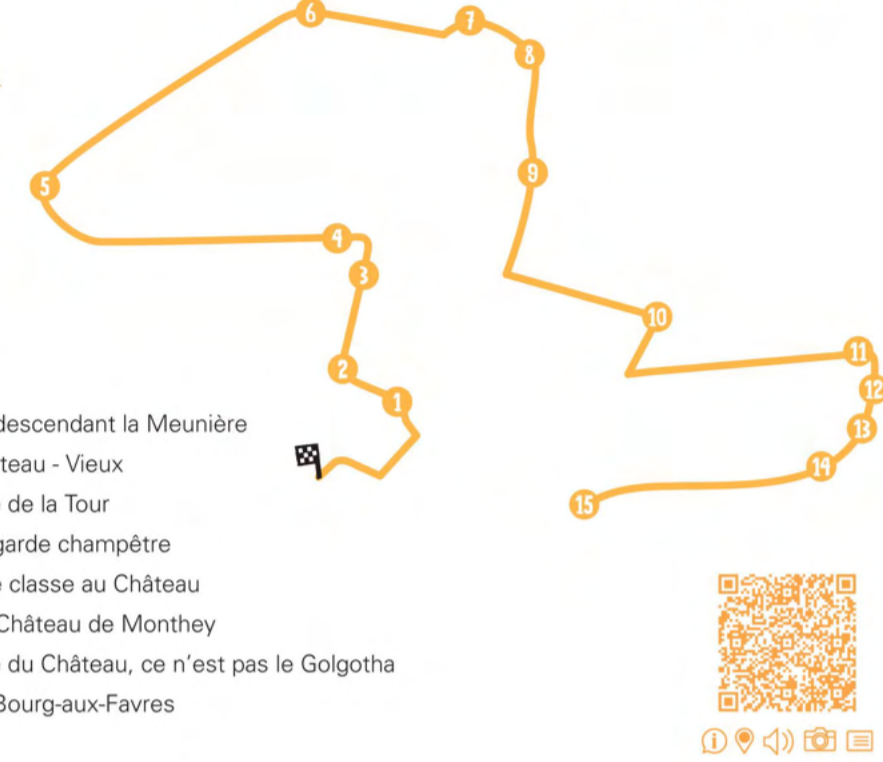 6
7
8
5
9
4
3
10
11
2
12
1
13
descendant la Meunière
teau - Vieux
14
de la Tour
15
garde champêtre
classe au Château
Château de Monthey
du Château, ce n'est pas le Golgotha
Bourg-aux-Favres